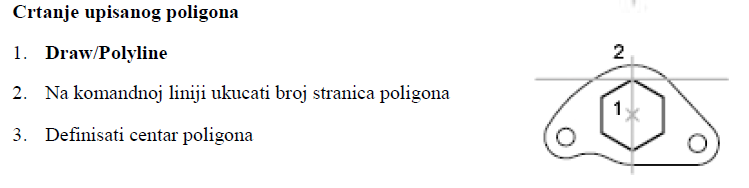 Crtanje upisanog poligona
1. Draw/Polyline
2. Na komandnoj liniji ukucati broj stranica poligona
3. Definisati centar poligona
2
1